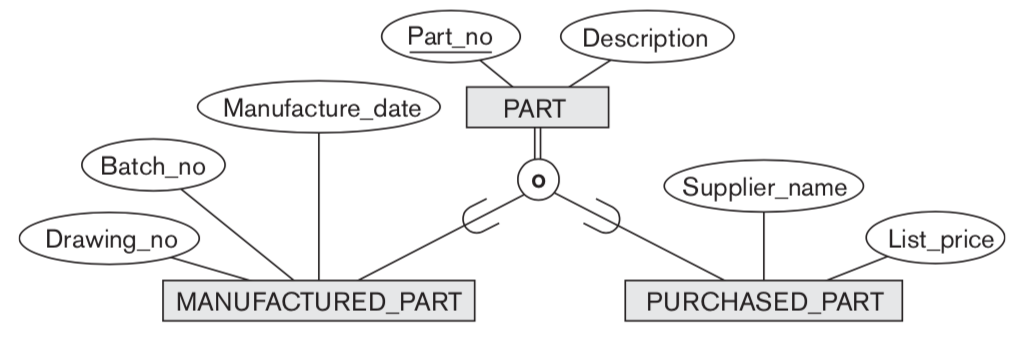 Part_no
Description
PART
Manufacture_date
Batch_no
Drawing_no
o
Supplier_name
List_price
MANUFACTURED_PART
PURCHASED_PART